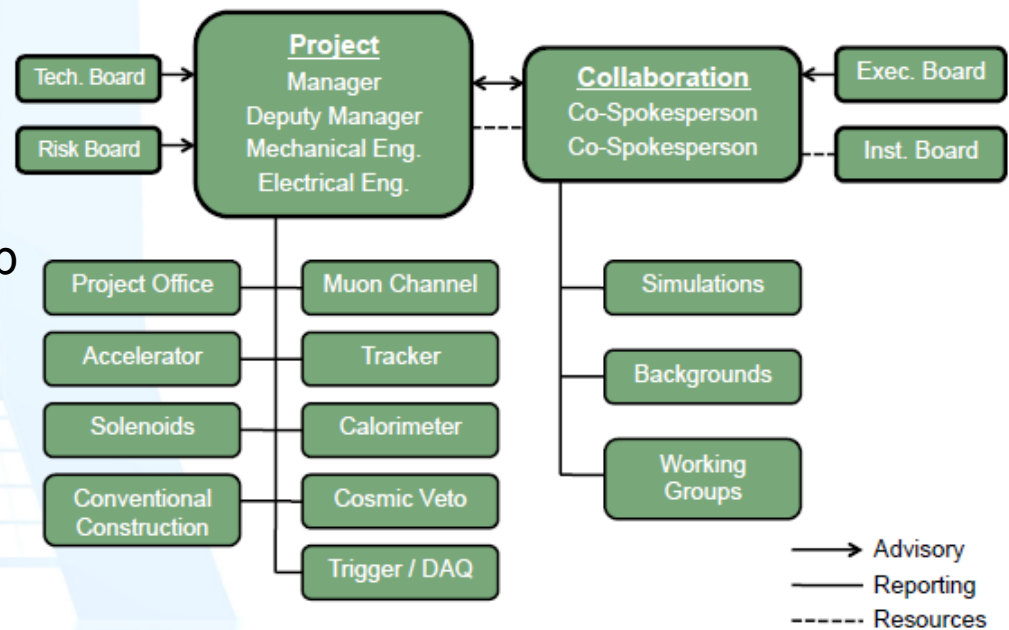 Tech. Board
Risk Board
Project
Manager
Deputy Manager
Mechanical Eng.
Electrical Eng.
Collaboration
Co-Spokesperson
Co-Spokesperson
Exec. Board
Inst. Board
Project Office
Muon Channel
Accelerator
Tracker
Solenoids
Calorimeter
Conventional
Construction
Cosmic Veto
Trigger / DAQ
Simulations
Backgrounds
Working
Groups
Advisory
Reporting
Resources